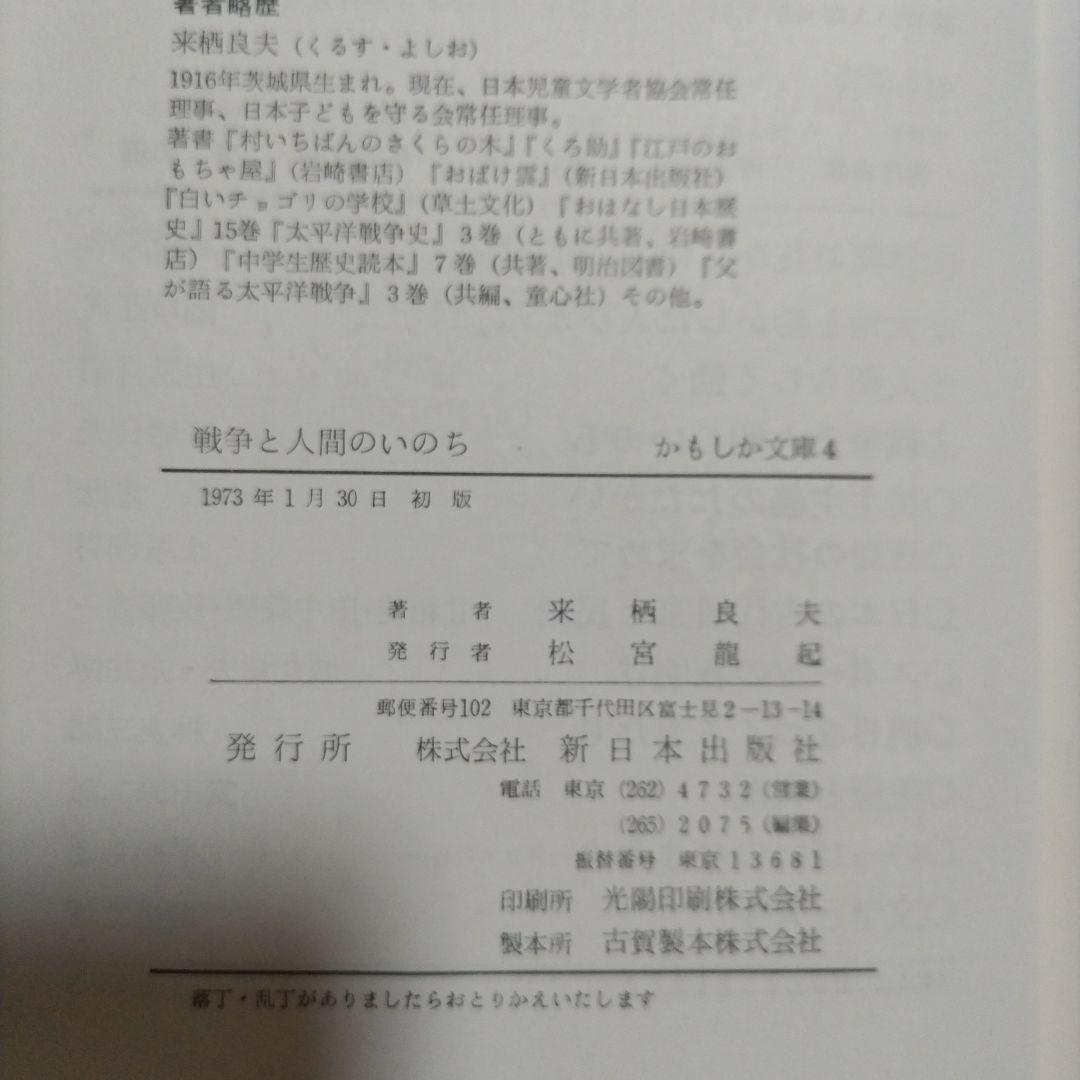 著者略歴
来栖良夫（くるす・よしお）
1916年茨城県生まれ。現在、日本児童文学者協会常任
理事、日本子どもを守る会常任理事。
著書『村いちばんのさくらの木』『くろ助』『江戸のお
もちゃ屋』（岩崎書店）『おばけ雲』（新日本出版社）
『白いチョゴリの学校』（草土文化）『おはなし日本歴
史』15巻『太平洋戦争史』3巻（ともに共著、岩崎書
店）『中学生歴史読本』7巻（共著、明治図書）『父
が語る太平洋戦争』3巻（共編、童心社）その他。
戦争と人間のいのち　かもしか文庫4
1973年1月30日 初版
著者　来栖良夫
発行者　松宮龍起
郵便番号102　東京都千代田区富士見2-13-14
発行所　株式会社　新日本出版社
電話　東京（262）4732（営業）
（265）2075（編集）
振替番号　東京13681
印刷所　光陽印刷株式会社
製本所　古賀製本株式会社
落丁・乱丁がありましたらおとりかえいたします